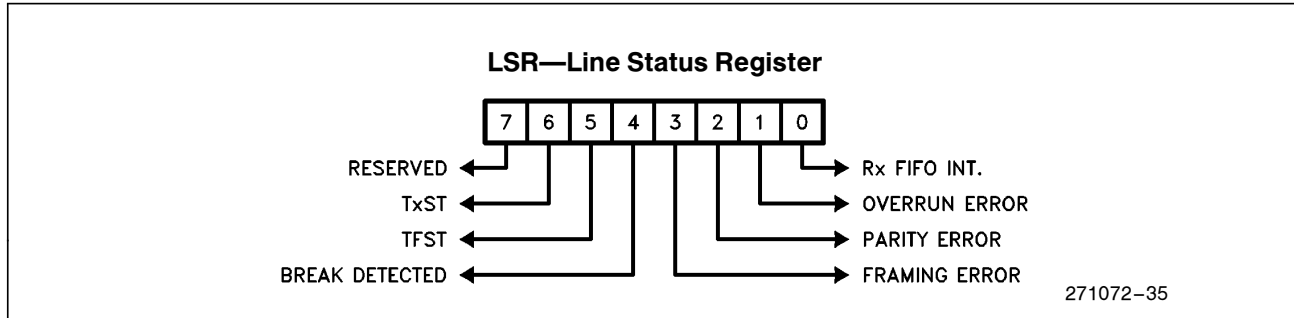 LSR—Line Status Register
7 6 5 4 3 2 1 0
RESERVED Rx FIFO INT.
TxST OVERRUN ERROR
TFST PARITY ERROR
BREAK DETECTED FRAMING ERROR
271072–35